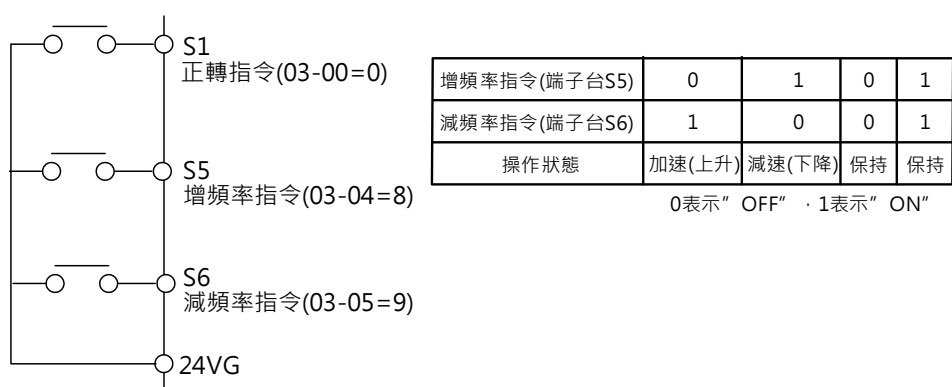 S1
正轉指令(03-00=0)
增頻率指令(端子台S5) 0 1 0 1
減頻率指令(端子台S6) 1 0 0 1
操作狀態 加速(上升) 減速(下降) 保持 保持
0表示"OFF",1表示"ON"
S5
增頻率指令(03-04=8)
S6
減頻率指令(03-05=9)
24VG